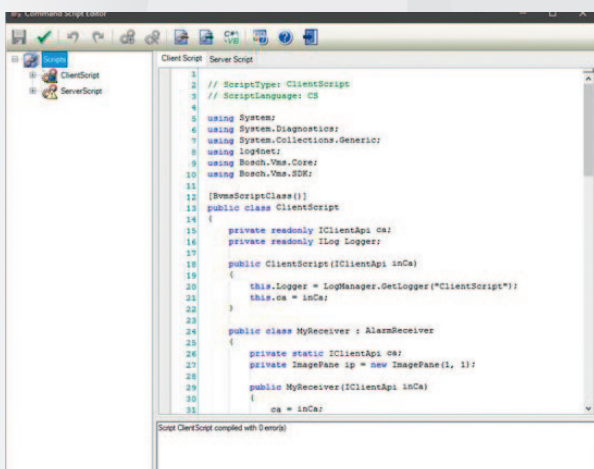 Command Script Editor
C# VB
Scripts
ClientScript
ServerScript
Client Script Server Script
1
2 // ScriptType: ClientScript
3 // ScriptLanguage: CS
4
5 using System;
6 using System.Diagnostics;
7 using System.Collections.Generic;
8 using log4net;
9 using Bosch.Vms.Core;
10 using Bosch.Vms.SDK;
11
12 [BvmsScriptClass()]
13 public class ClientScript
14 {
15 private readonly IClientApi ca;
16 private readonly ILog Logger;
17
18 public ClientScript(IClientApi inCa)
19 {
20 this.Logger = LogManager.GetLogger("ClientScript");
21 this.ca = inCa;
22 }
23
24 public class MyReceiver : AlarmReceiver
25 {
26 private static IClientApi ca;
27 private ImagePane ip = new ImagePane(1, 1);
28
29 public MyReceiver(IClientApi inCa)
30 {
31 ca = inCa;
Script ClientScript compiled with 0 error(s)